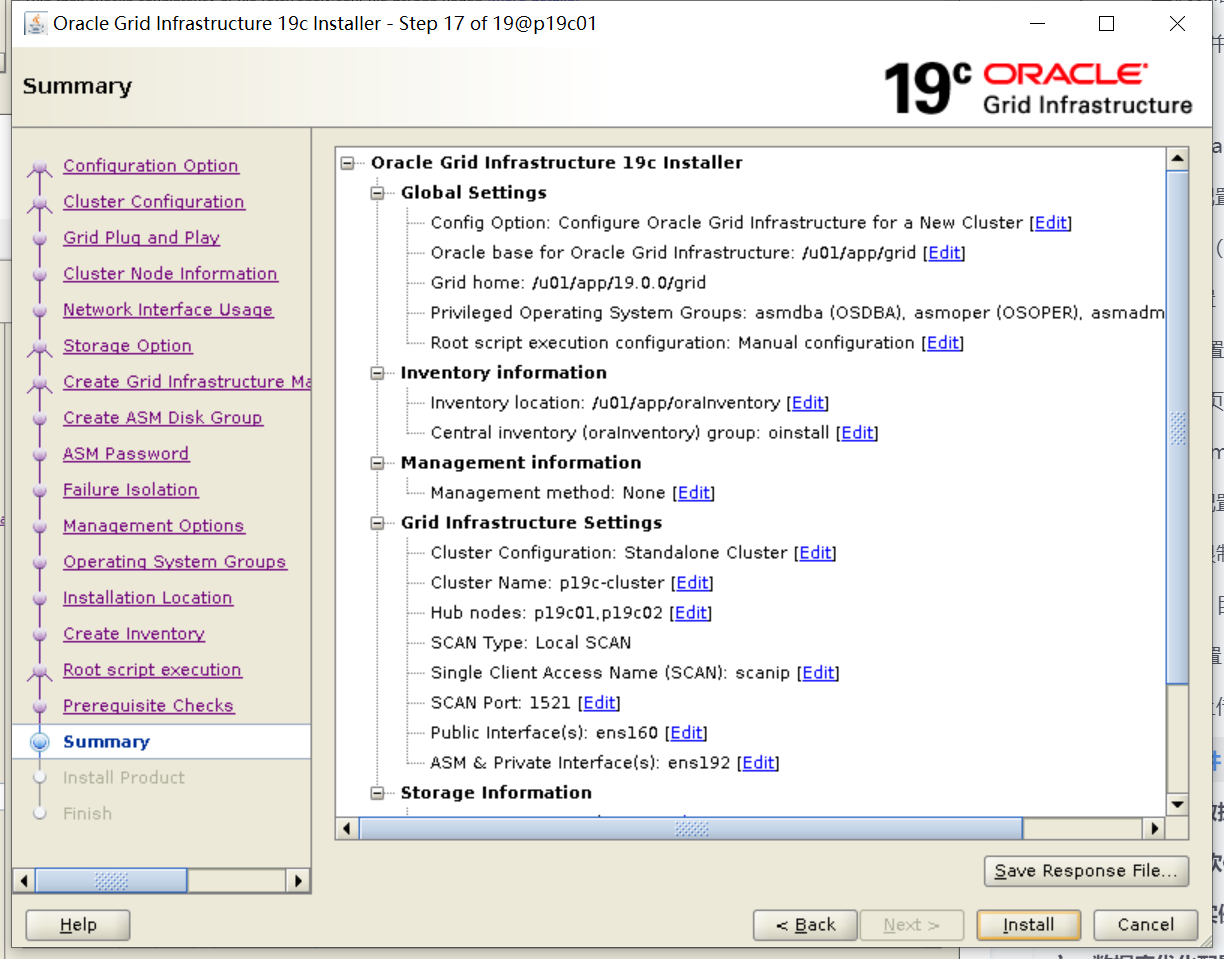 Oracle Grid Infrastructure 19c Installer - Step 17 of 19@p19c01
Summary
19c ORACLE
Grid Infrastructure
Configuration Option
Cluster Configuration
Grid Plug and Play
Cluster Node Information
Network Interface Usage
Storage Option
Create Grid Infrastructure Ma
Create ASM Disk Group
ASM Password
Failure Isolation
Management Options
Operating System Groups
Installation Location
Create Inventory
Root script execution
Prerequisite Checks
Summary
Install Product
Finish
Oracle Grid Infrastructure 19c Installer
Global Settings
Config Option: Configure Oracle Grid Infrastructure for a New Cluster [Edit]
Oracle base for Oracle Grid Infrastructure: /u01/app/grid [Edit]
Grid home: /u01/app/19.0.0/grid
Privileged Operating System Groups: asmdba (OSDBA), asmoper (OSOPER), asmadm
Root script execution configuration: Manual configuration [Edit]
Inventory information
Inventory location: /u01/app/oraInventory [Edit]
Central inventory (oraInventory) group: oinstall [Edit]
Management information
Management method: None [Edit]
Grid Infrastructure Settings
Cluster Configuration: Standalone Cluster [Edit]
Cluster Name: p19c-cluster [Edit]
Hub nodes: p19c01,p19c02 [Edit]
SCAN Type: Local SCAN
Single Client Access Name (SCAN): scanip [Edit]
SCAN Port: 1521 [Edit]
Public Interface(s): ens160 [Edit]
ASM & Private Interface(s): ens192 [Edit]
Storage Information
Save Response File...
Help
< Back
Next >
Install
Cancel